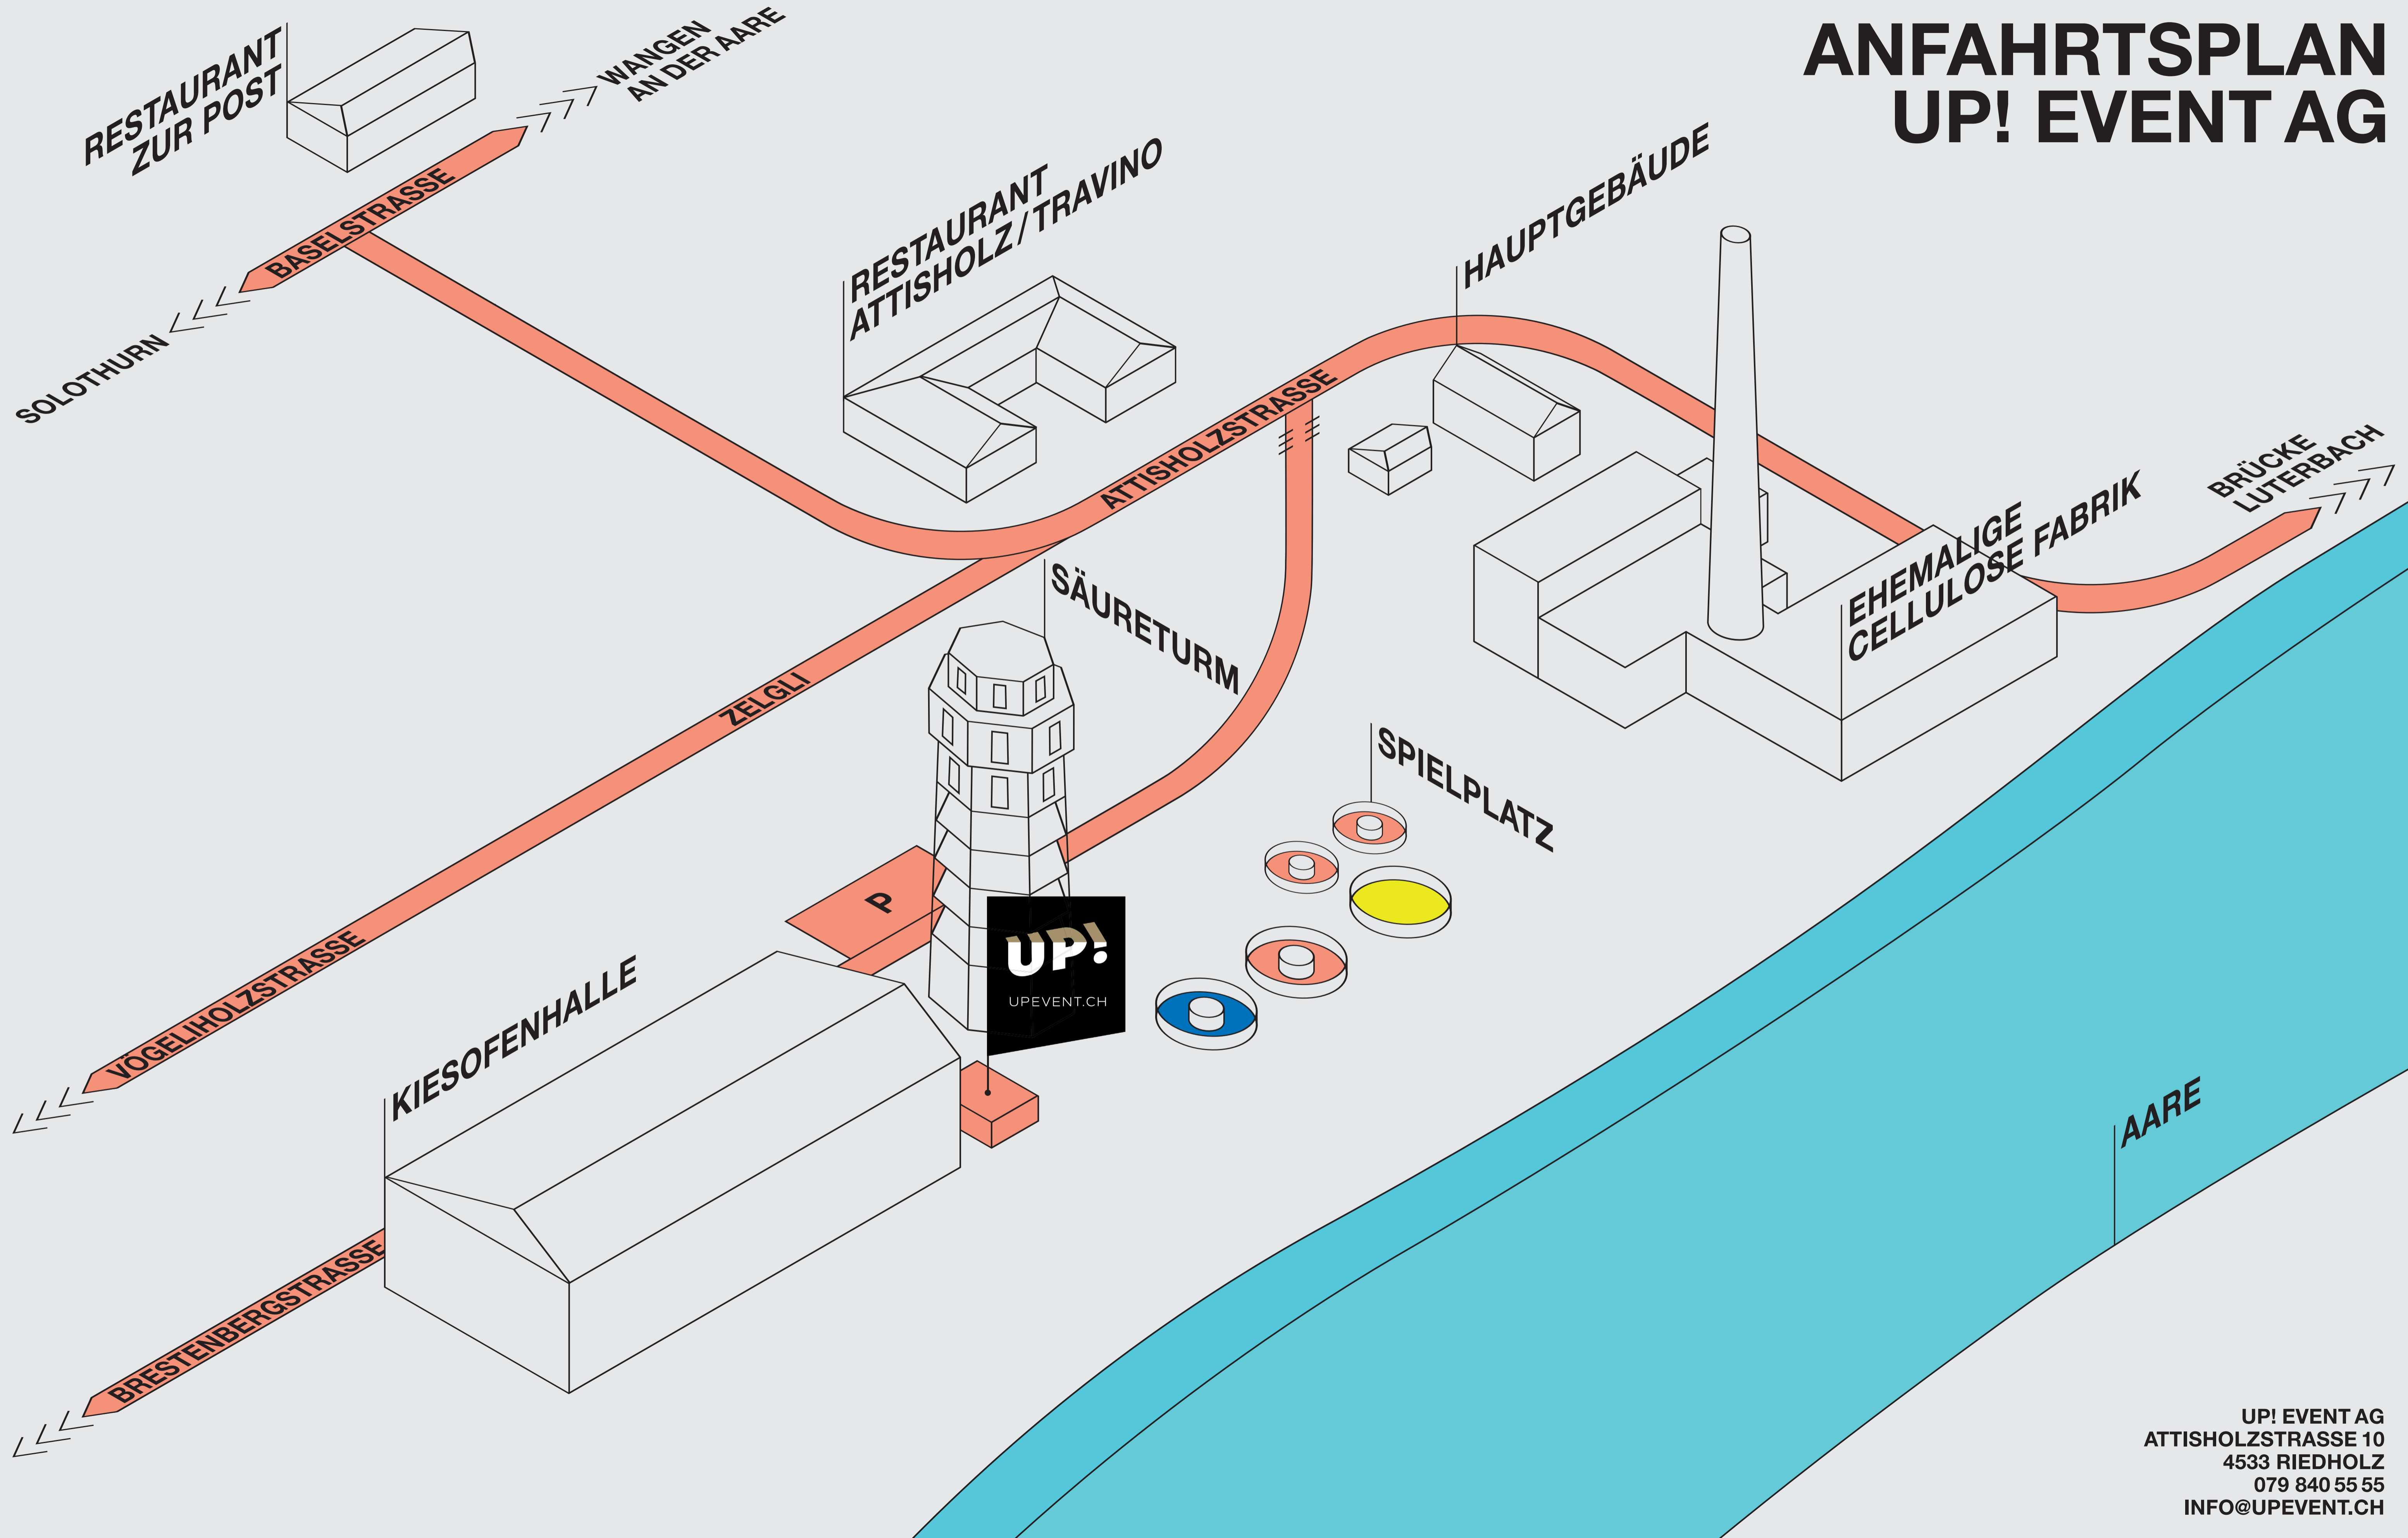 ANFAHRTSPLAN
UP! EVENT AG
RESTAURANT
ZUR POST
WANGEN
AN DER AARE
BASELSTRASSE
SOLOTHURN
RESTAURANT
ATTISHOLZ / TRAVINO
HAUPTGEBÄUDE
ATTISHOLZSTRASSE
BRÜCKE
LUTERBACH
EHEMALIGE
CELLULOSE FABRIK
SÄURETURM
ZELGLI
SPIELPLATZ
P
UP!
UPEVENT.CH
VÖGELIHOLZSTRASSE
KIESOFENHALLE
AARE
BRESTENBERGSTRASSE
UP! EVENT AG
ATTISHOLZSTRASSE 10
4533 RIEDHOLZ
079 840 55 55
INFO@UPEVENT.CH